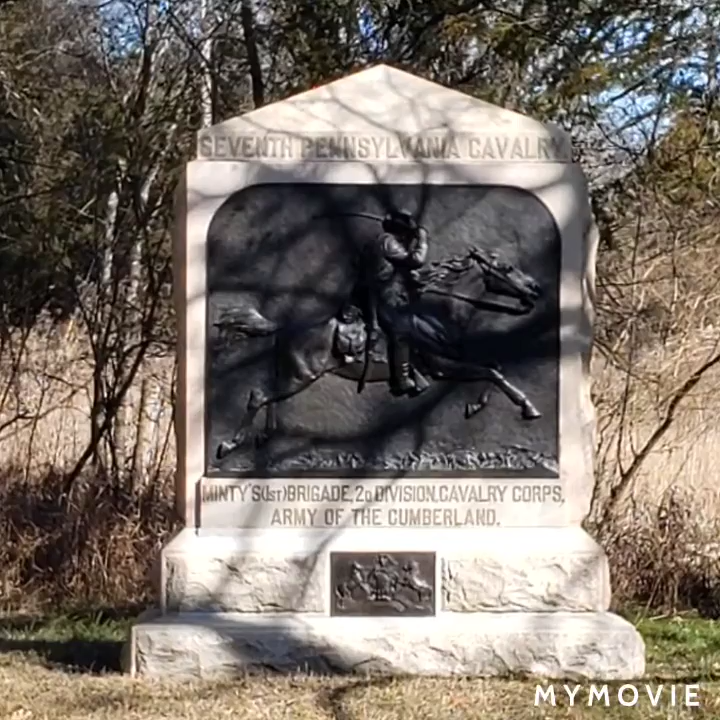 SEVENTH PENNSYLVANIA CAVALRY
MINTY'S(1ST)BRIGADE, 2D DIVISION, CAVALRY CORPS,
ARMY OF THE CUMBERLAND.
MYMOVIE